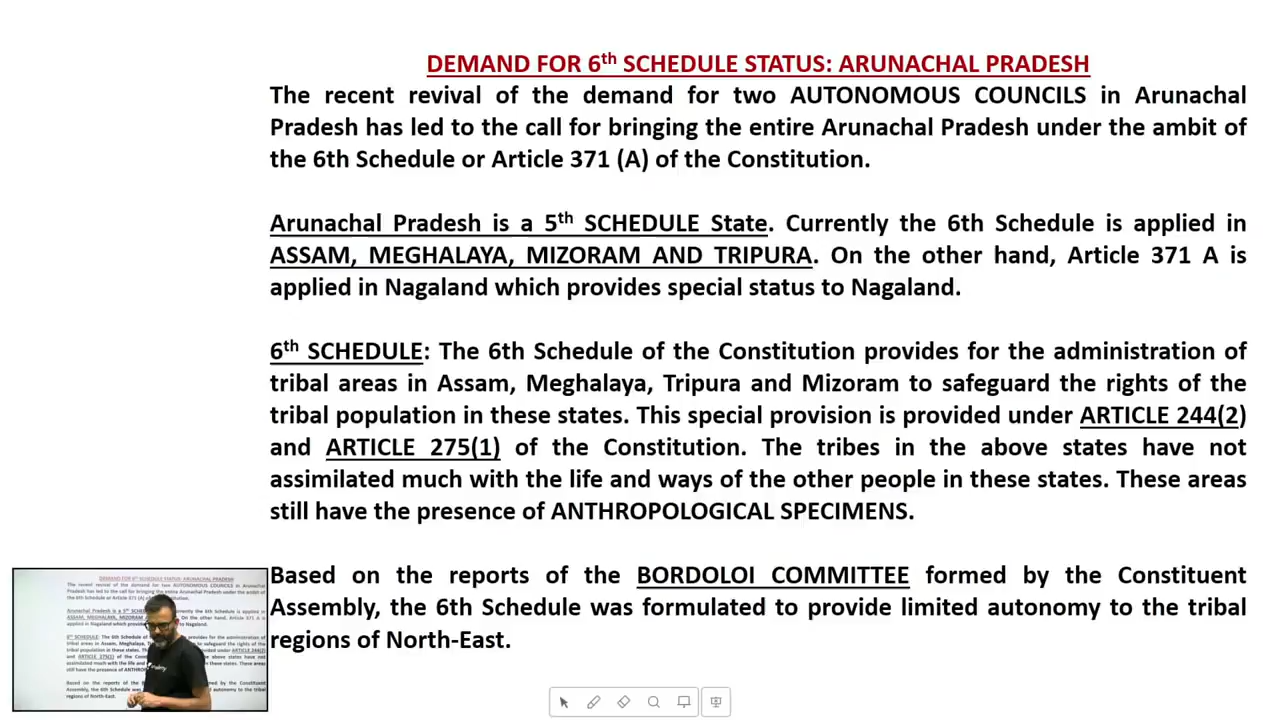 DEMAND FOR 6th SCHEDULE STATUS: ARUNACHAL PRADESH
The recent revival of the demand for two AUTONOMOUS COUNCILS in Arunachal
Pradesh has led to the call for bringing the entire Arunachal Pradesh under the ambit of
the 6th Schedule or Article 371 (A) of the Constitution.
Arunachal Pradesh is a 5th SCHEDULE State. Currently the 6th Schedule is applied in
ASSAM, MEGHALAYA, MIZORAM AND TRIPURA. On the other hand, Article 371 A is
applied in Nagaland which provides special status to Nagaland.
6th SCHEDULE: The 6th Schedule of the Constitution provides for the administration of
tribal areas in Assam, Meghalaya, Tripura and Mizoram to safeguard the rights of the
tribal population in these states. This special provision is provided under ARTICLE 244(2)
and ARTICLE 275(1) of the Constitution. The tribes in the above states have not
assimilated much with the life and ways of the other people in these states. These areas
still have the presence of ANTHROPOLOGICAL SPECIMENS.
Based on the reports of the BORDOLOI COMMITTEE formed by the Constituent
Assembly, the 6th Schedule was formulated to provide limited autonomy to the tribal
regions of North-East.